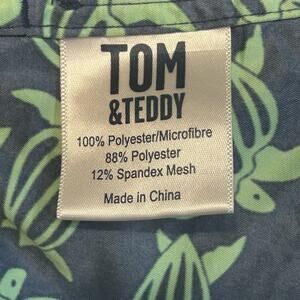 TOM
&TEDDY
100% Polyester/Microfibre
88% Polyester
12% Spandex Mesh
Made in China